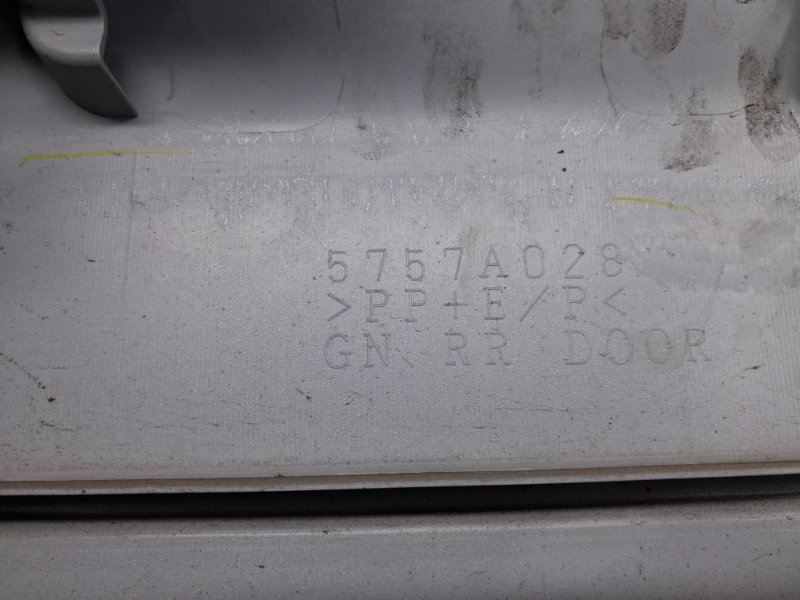 5757A028
>PP+E/P<
GN RR DOOR